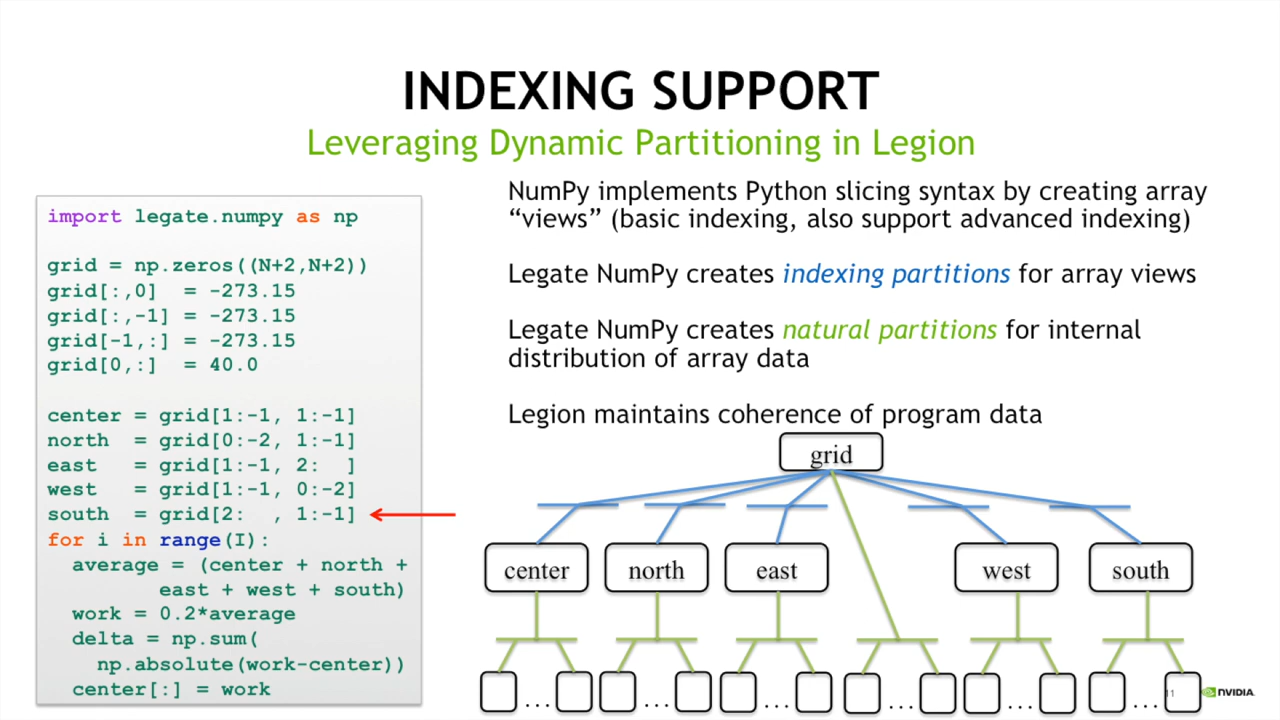 INDEXING SUPPORT
Leveraging Dynamic Partitioning in Legion
import legate.numpy as np
grid = np.zeros((N+2,N+2))
grid[:,0]  = -273.15
grid[:,-1] = -273.15
grid[-1,:] = -273.15
grid[0,:]  = 40.0
center = grid[1:-1, 1:-1]
north  = grid[0:-2, 1:-1]
east   = grid[1:-1, 2:  ]
west   = grid[1:-1, 0:-2]
south  = grid[2:  , 1:-1]
for i in range(I):
  average = (center + north +
         east + west + south)
  work = 0.2*average
  delta = np.sum(
    np.absolute(work-center))
  center[:] = work
NumPy implements Python slicing syntax by creating array
“views” (basic indexing, also support advanced indexing)
Legate NumPy creates indexing partitions for array views
Legate NumPy creates natural partitions for internal
distribution of array data
Legion maintains coherence of program data
grid
center north east west south
... ... ... ... ... ...
11 NVIDIA.